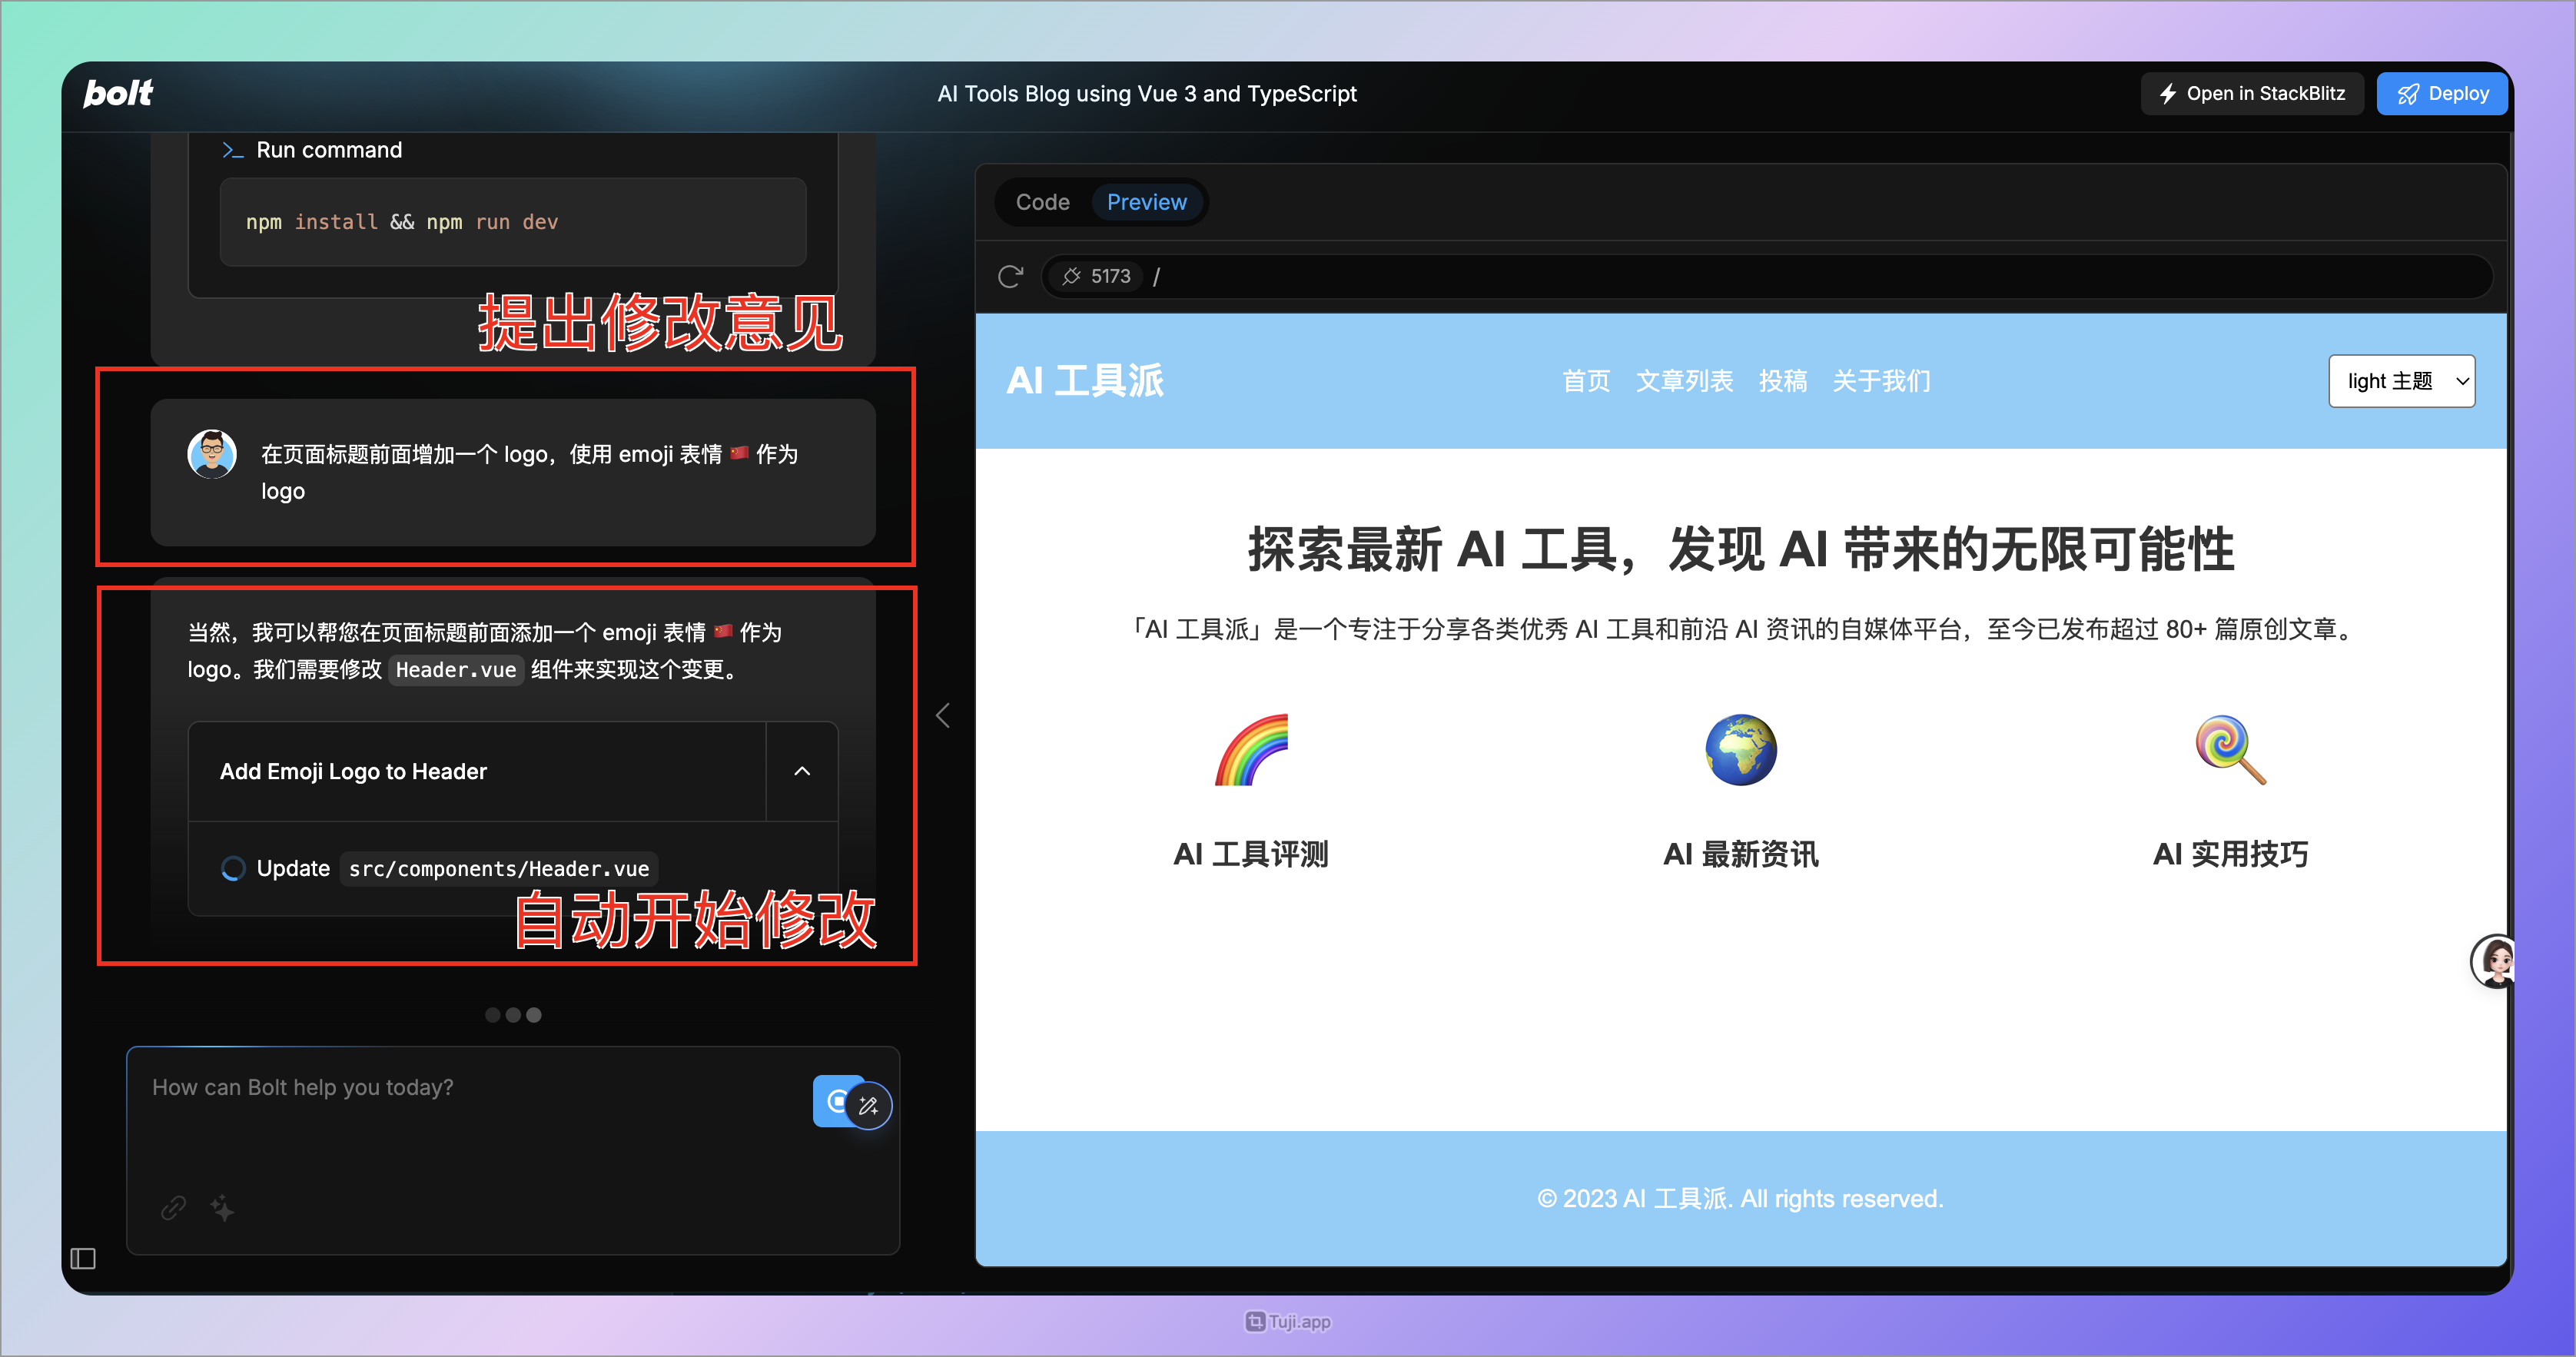 bolt
AI Tools Blog using Vue 3 and TypeScript
Open in StackBlitz
Deploy
Run command
npm install && npm run dev
提出修改意见
在页面标题前面增加一个 logo，使用 emoji 表情 🇨🇳 作为
logo
当然，我可以帮您在页面标题前面添加一个 emoji 表情 🇨🇳 作为
logo。我们需要修改 Header.vue 组件来实现这个变更。
Add Emoji Logo to Header
Update src/components/Header.vue
自动开始修改
How can Bolt help you today?
Code Preview
5173 /
AI 工具派
首页 文章列表 投稿 关于我们
light 主题
探索最新 AI 工具，发现 AI 带来的无限可能性
「AI 工具派」是一个专注于分享各类优秀 AI 工具和前沿 AI 资讯的自媒体平台，至今已发布超过 80+ 篇原创文章。
AI 工具评测
AI 最新资讯
AI 实用技巧
© 2023 AI 工具派. All rights reserved.
Tuji.app